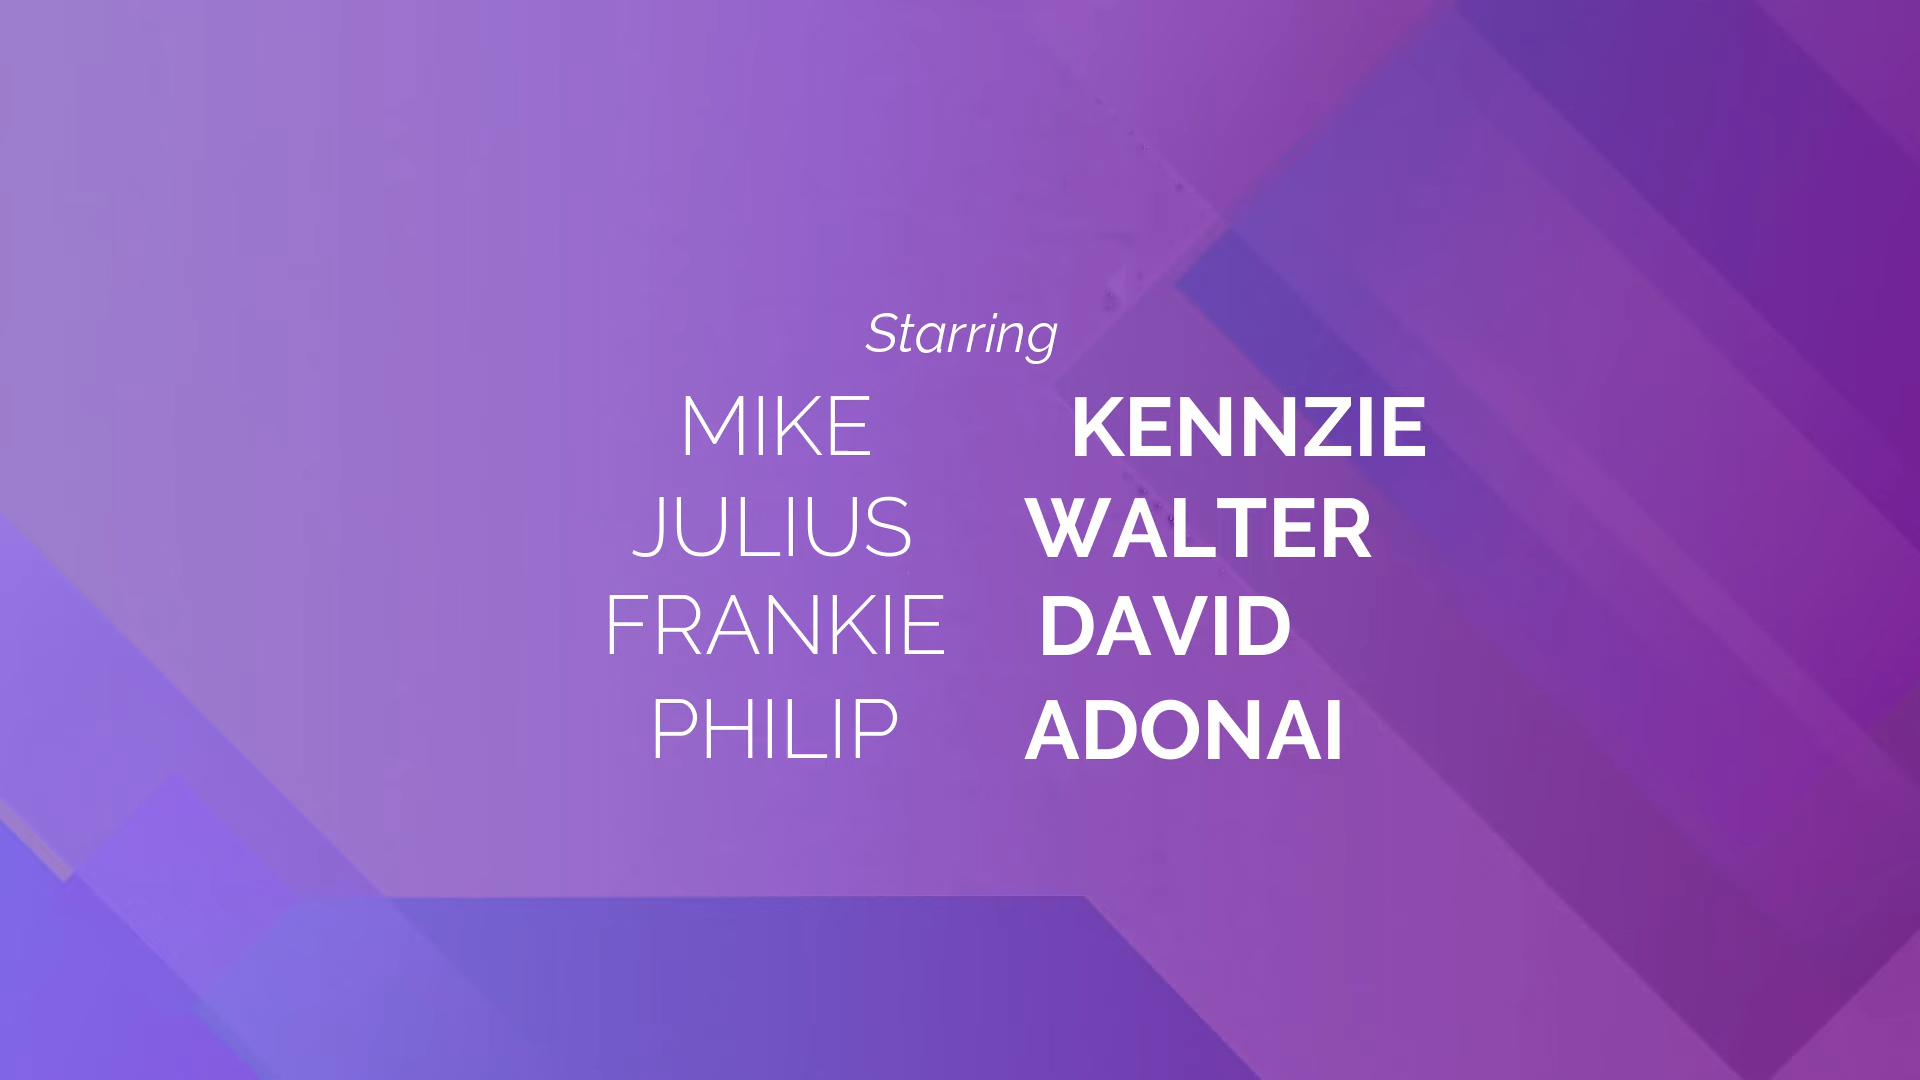 Starring
MIKE KENNZIE
JULIUS WALTER
FRANKIE DAVID
PHILIP ADONAI